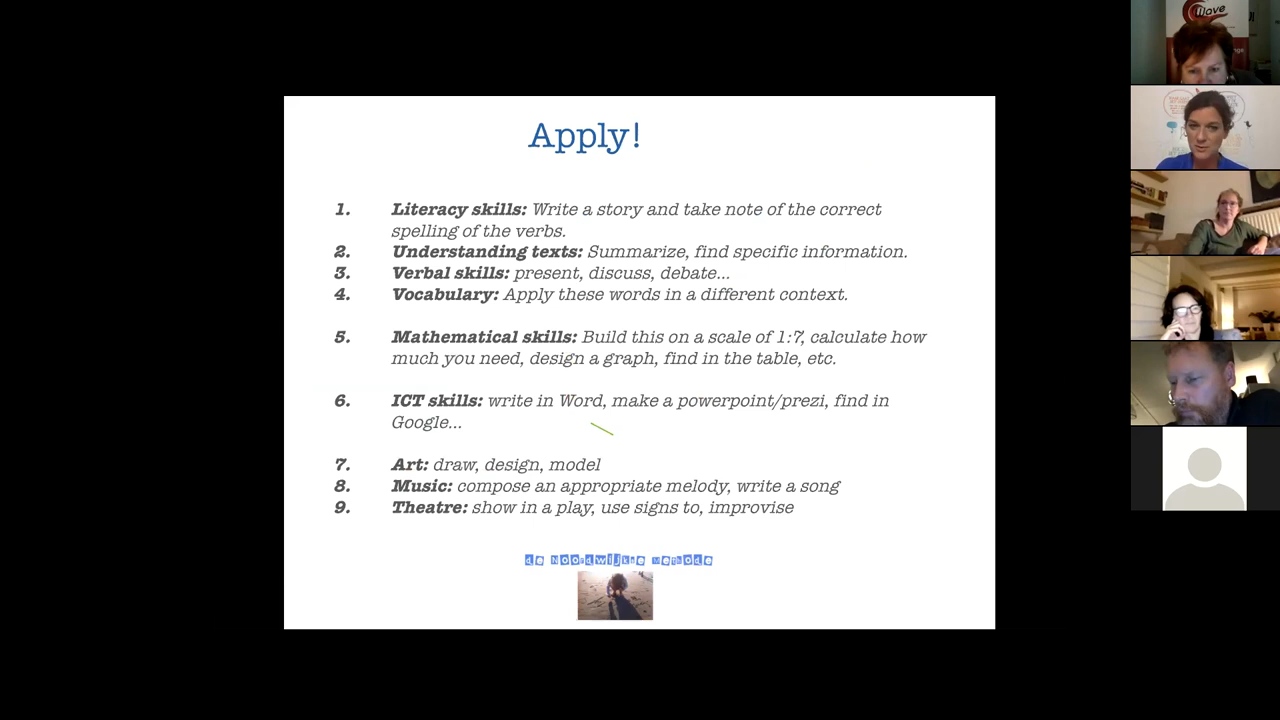 Wave
Apply!
1. Literacy skills: Write a story and take note of the correct
spelling of the verbs.
2. Understanding texts: Summarize, find specific information.
3. Verbal skills: present, discuss, debate...
4. Vocabulary: Apply these words in a different context.
5. Mathematical skills: Build this on a scale of 1:7, calculate how
much you need, design a graph, find in the table, etc.
6. ICT skills: write in Word, make a powerpoint/prezi, find in
Google...
7. Art: draw, design, model
8. Music: compose an appropriate melody, write a song
9. Theatre: show in a play, use signs to, improvise
de Noordwijkse Methode